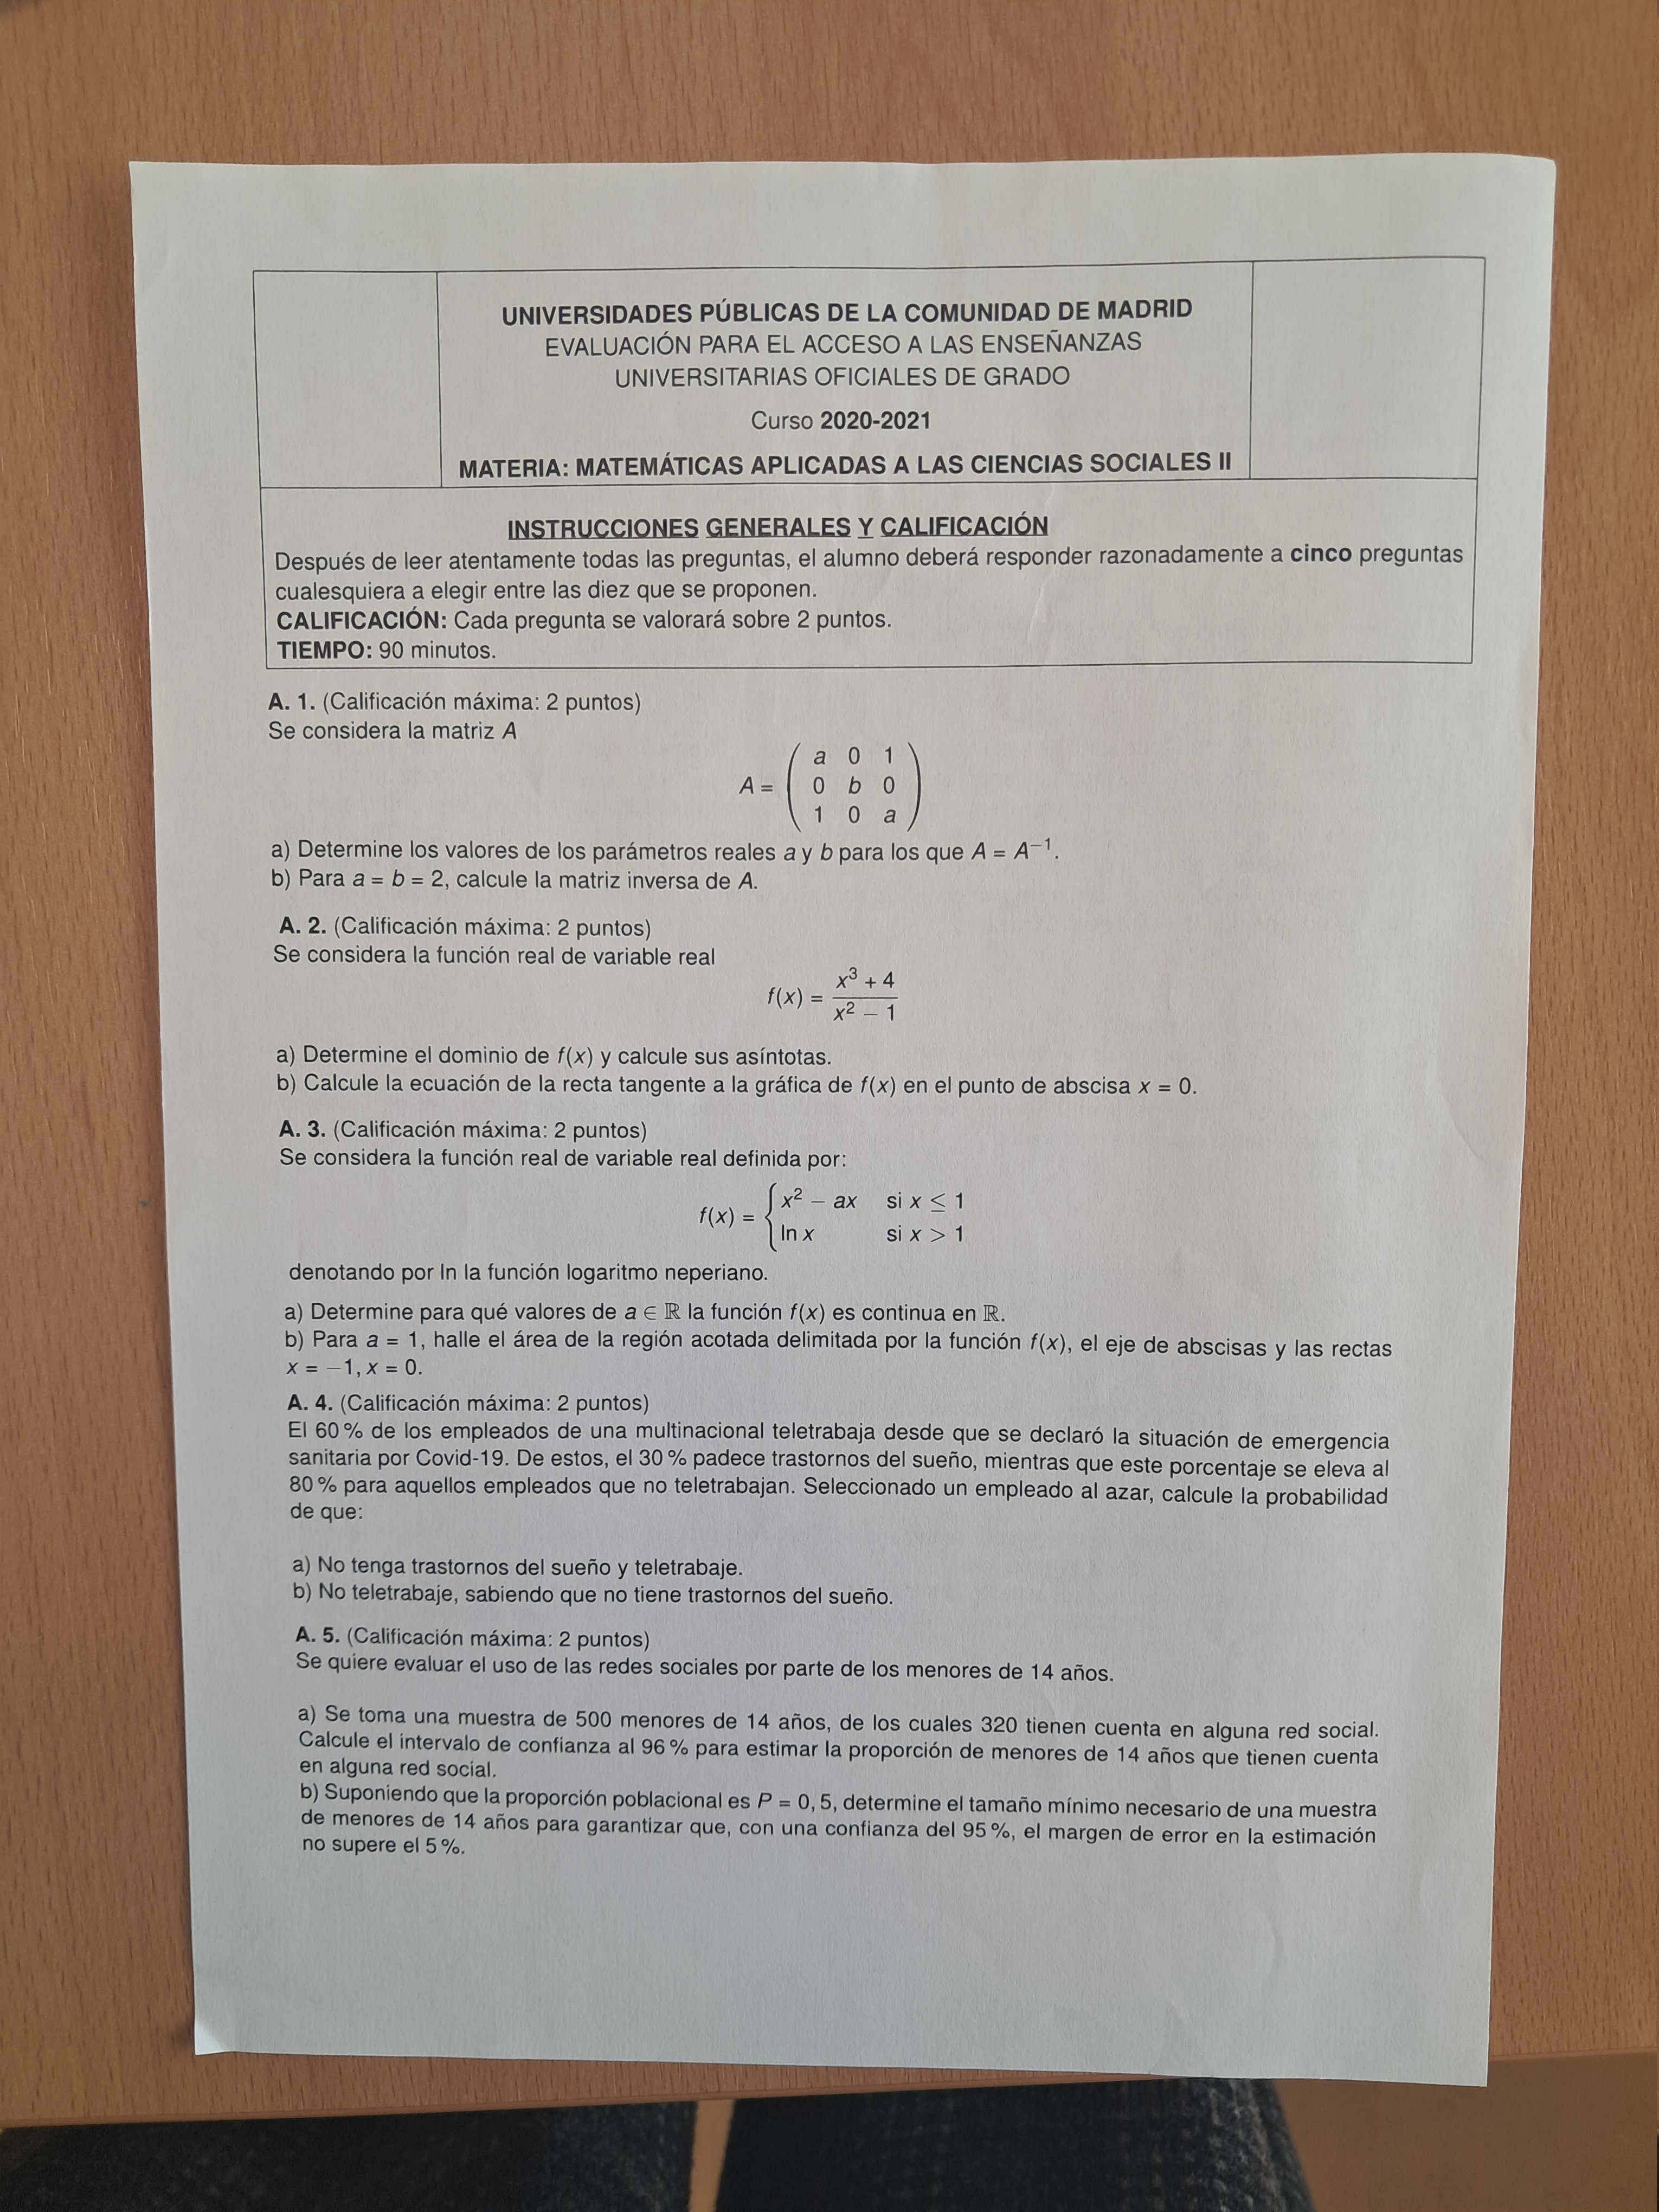 UNIVERSIDADES PÚBLICAS DE LA COMUNIDAD DE MADRID
EVALUACIÓN PARA EL ACCESO A LAS ENSEÑANZAS
UNIVERSITARIAS OFICIALES DE GRADO
Curso 2020-2021
MATERIA: MATEMÁTICAS APLICADAS A LAS CIENCIAS SOCIALES II
INSTRUCCIONES GENERALES Y CALIFICACIÓN
Después de leer atentamente todas las preguntas, el alumno deberá responder razonadamente a cinco preguntas
cualesquiera a elegir entre las diez que se proponen.
CALIFICACIÓN: Cada pregunta se valorará sobre 2 puntos.
TIEMPO: 90 minutos.
A. 1. (Calificación máxima: 2 puntos)
Se considera la matriz A
A = ( a 0 1
0 b 0
1 0 a )
a) Determine los valores de los parámetros reales a y b para los que A = A⁻¹.
b) Para a = b = 2, calcule la matriz inversa de A.
A. 2. (Calificación máxima: 2 puntos)
Se considera la función real de variable real
f(x) = (x³ + 4)/(x² − 1)
a) Determine el dominio de f(x) y calcule sus asíntotas.
b) Calcule la ecuación de la recta tangente a la gráfica de f(x) en el punto de abscisa x = 0.
A. 3. (Calificación máxima: 2 puntos)
Se considera la función real de variable real definida por:
f(x) = { x² − ax si x ≤ 1
ln x si x > 1
denotando por ln la función logaritmo neperiano.
a) Determine para qué valores de a ∈ ℝ la función f(x) es continua en ℝ.
b) Para a = 1, halle el área de la región acotada delimitada por la función f(x), el eje de abscisas y las rectas
x = −1, x = 0.
A. 4. (Calificación máxima: 2 puntos)
El 60 % de los empleados de una multinacional teletrabaja desde que se declaró la situación de emergencia
sanitaria por Covid-19. De estos, el 30 % padece trastornos del sueño, mientras que este porcentaje se eleva al
80 % para aquellos empleados que no teletrabajan. Seleccionado un empleado al azar, calcule la probabilidad
de que:
a) No tenga trastornos del sueño y teletrabaje.
b) No teletrabaje, sabiendo que no tiene trastornos del sueño.
A. 5. (Calificación máxima: 2 puntos)
Se quiere evaluar el uso de las redes sociales por parte de los menores de 14 años.
a) Se toma una muestra de 500 menores de 14 años, de los cuales 320 tienen cuenta en alguna red social.
Calcule el intervalo de confianza al 96 % para estimar la proporción de menores de 14 años que tienen cuenta
en alguna red social.
b) Suponiendo que la proporción poblacional es P = 0, 5, determine el tamaño mínimo necesario de una muestra
de menores de 14 años para garantizar que, con una confianza del 95 %, el margen de error en la estimación
no supere el 5 %.